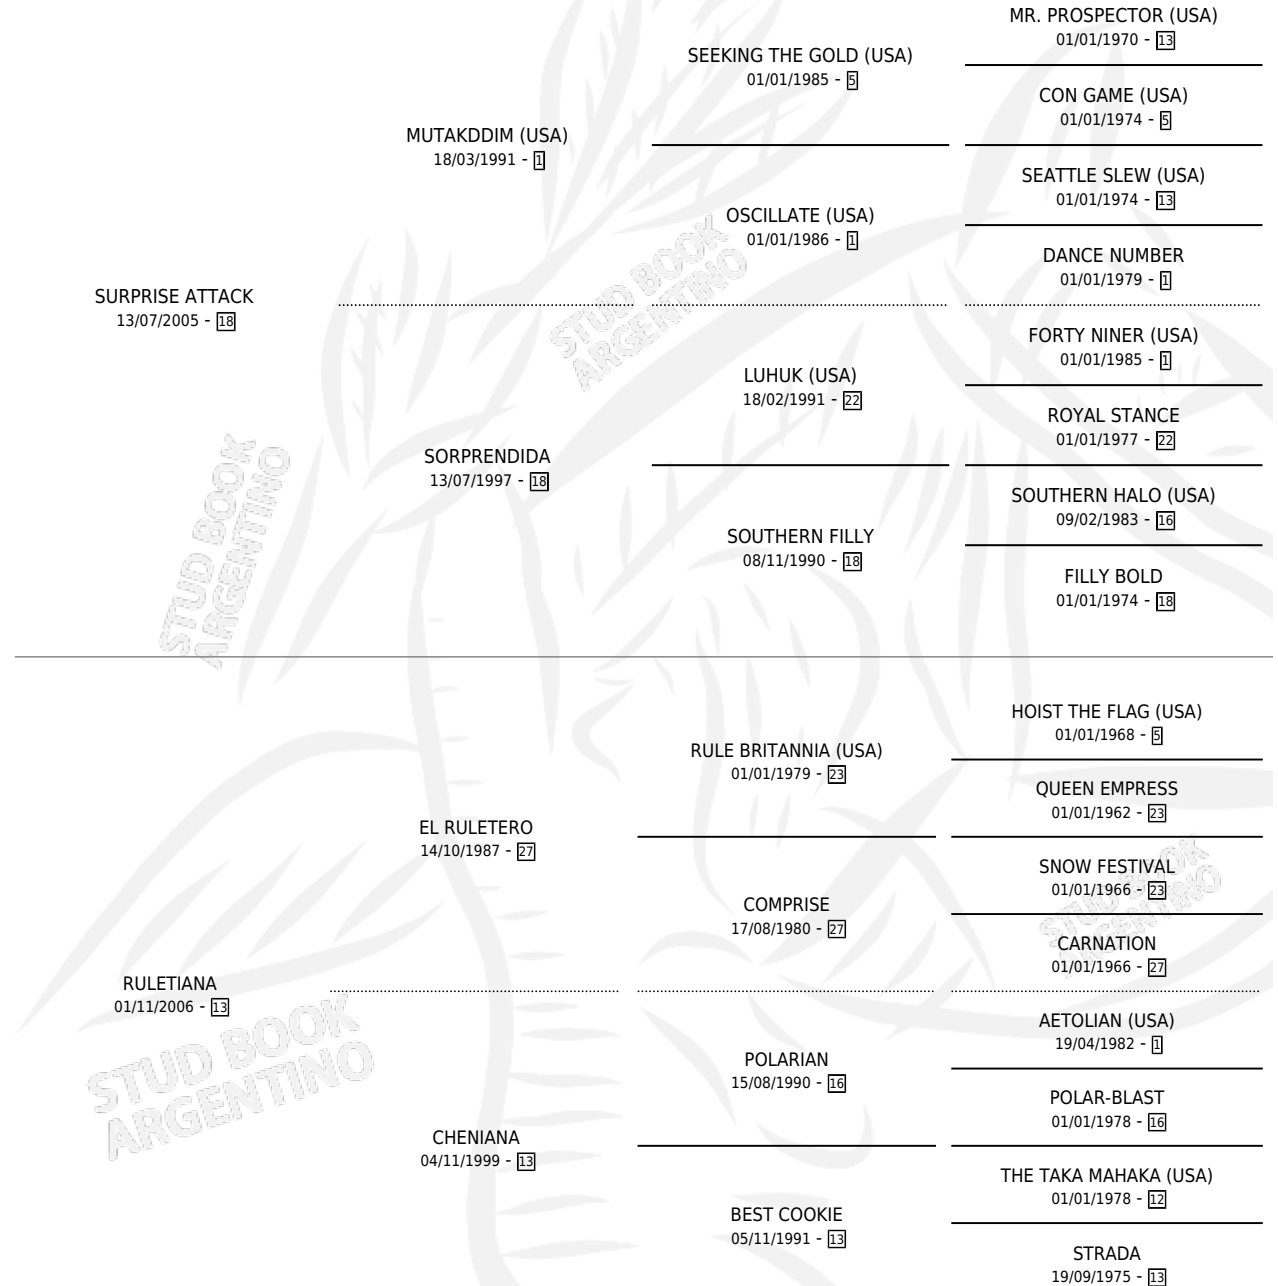 MR. PROSPECTOR (USA)
01/01/1970 - 13
SEEKING THE GOLD (USA)
01/01/1985 - 5
CON GAME (USA)
01/01/1974 - 5
MUTAKDDIM (USA)
18/03/1991 - 1
SEATTLE SLEW (USA)
01/01/1974 - 13
OSCILLATE (USA)
01/01/1986 - 1
DANCE NUMBER
01/01/1979 - 1
SURPRISE ATTACK
13/07/2005 - 18
STUD BOOK
ARGENTINO
FORTY NINER (USA)
01/01/1985 - 1
LUHUK (USA)
18/02/1991 - 22
ROYAL STANCE
01/01/1977 - 22
SORPRENDIDA
13/07/1997 - 18
SOUTHERN HALO (USA)
09/02/1983 - 16
SOUTHERN FILLY
08/11/1990 - 18
FILLY BOLD
01/01/1974 - 18
STUD BOOK
ARGENTINO
HOIST THE FLAG (USA)
01/01/1968 - 5
RULE BRITANNIA (USA)
01/01/1979 - 23
QUEEN EMPRESS
01/01/1962 - 23
EL RULETERO
14/10/1987 - 27
SNOW FESTIVAL
01/01/1966 - 23
COMPRISE
17/08/1980 - 27
STUD BOOK
ARGENTINO
CARNATION
01/01/1966 - 27
RULETIANA
01/11/2006 - 13
AETOLIAN (USA)
19/04/1982 - 1
POLARIAN
15/08/1990 - 16
POLAR-BLAST
01/01/1978 - 16
STUD BOOK
ARGENTINO
CHENIANA
04/11/1999 - 13
THE TAKA MAHAKA (USA)
01/01/1978 - 12
BEST COOKIE
05/11/1991 - 13
STRADA
19/09/1975 - 13